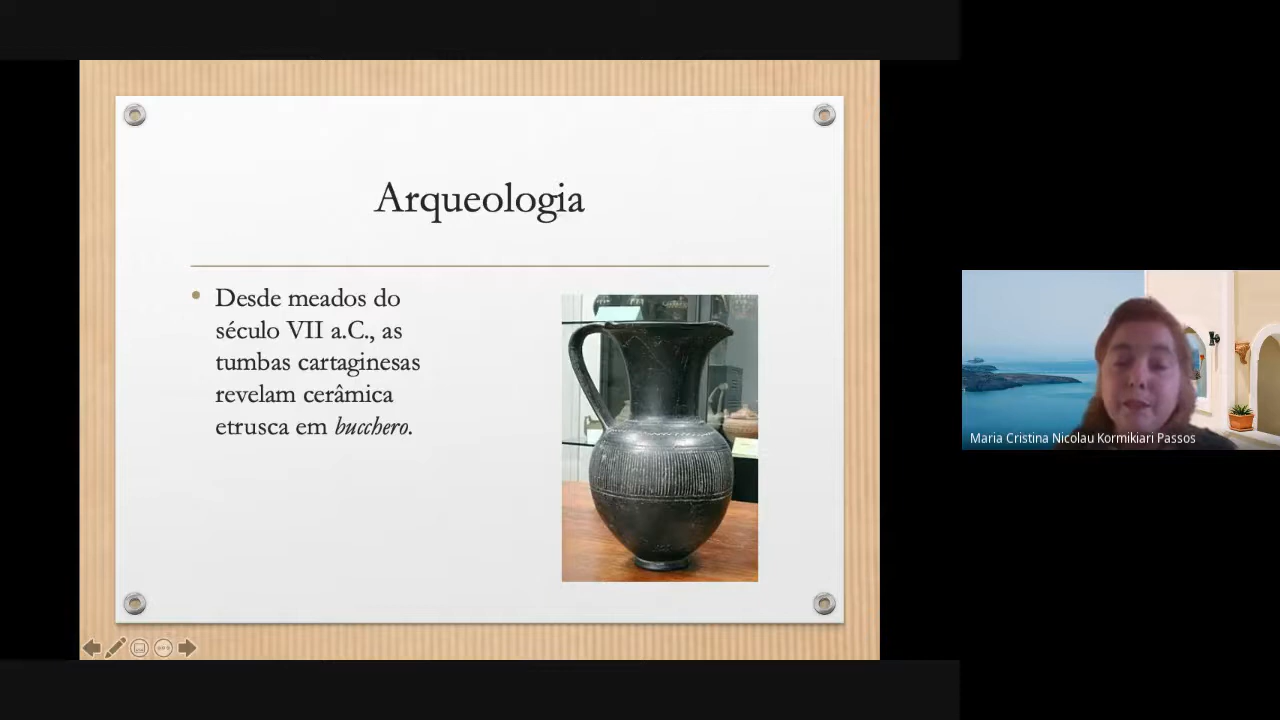 Arqueologia
Desde meados do
século VII a.C., as
tumbas cartaginesas
revelam cerâmica
etrusca em bucchero.
Maria Cristina Nicolau Kormikiari Passos